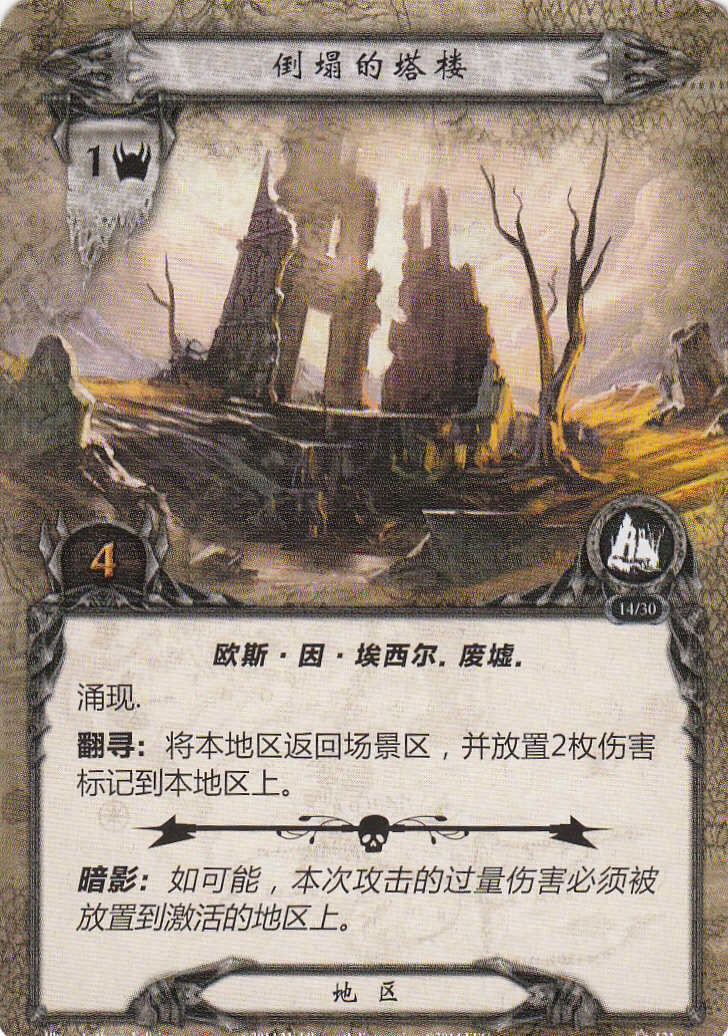 倒塌的塔楼
1
4
14/30
欧斯·因·埃西尔. 废墟.
涌现.
翻寻：将本地区返回场景区，并放置2枚伤害
标记到本地区上。
暗影：如可能，本次攻击的过量伤害必须被
放置到激活的地区上。
地区